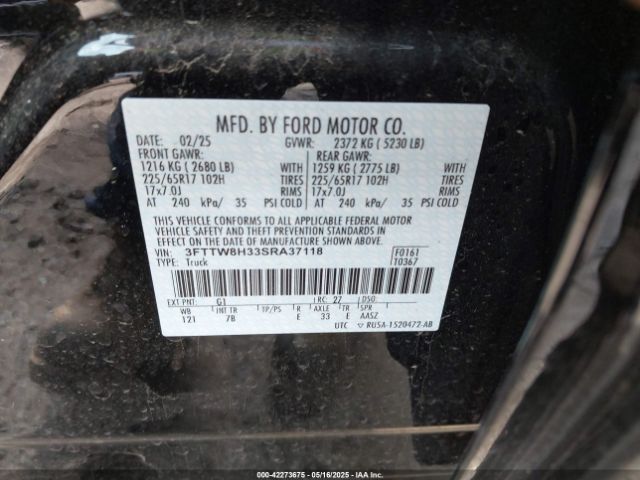 MFD. BY FORD MOTOR CO.
DATE: 02/25 GVWR: 2372 KG ( 5230 LB)
FRONT GAWR: REAR GAWR:
1216 KG ( 2680 LB) WITH 1259 KG ( 2775 LB) WITH
225/65R17 102H TIRES 225/65R17 102H TIRES
17x7.0J RIMS 17x7.0J RIMS
AT 240 kPa/ 35 PSI COLD AT 240 kPa/ 35 PSI COLD
THIS VEHICLE CONFORMS TO ALL APPLICABLE FEDERAL MOTOR
VEHICLE SAFETY AND THEFT PREVENTION STANDARDS IN
EFFECT ON THE DATE OF MANUFACTURE SHOWN ABOVE.
VIN: 3FTTW8H33SRA37118 F0161
TYPE: Truck T0367
EXT PNT: G1 RC: 27 DSO:
WB INT TR TP/PS R AXLE TR SPR
121 7B E 33 E AASZ
UTC ▽ RU5A-1520472-AB
000-42273675 - 05/16/2025 - IAAI.COM